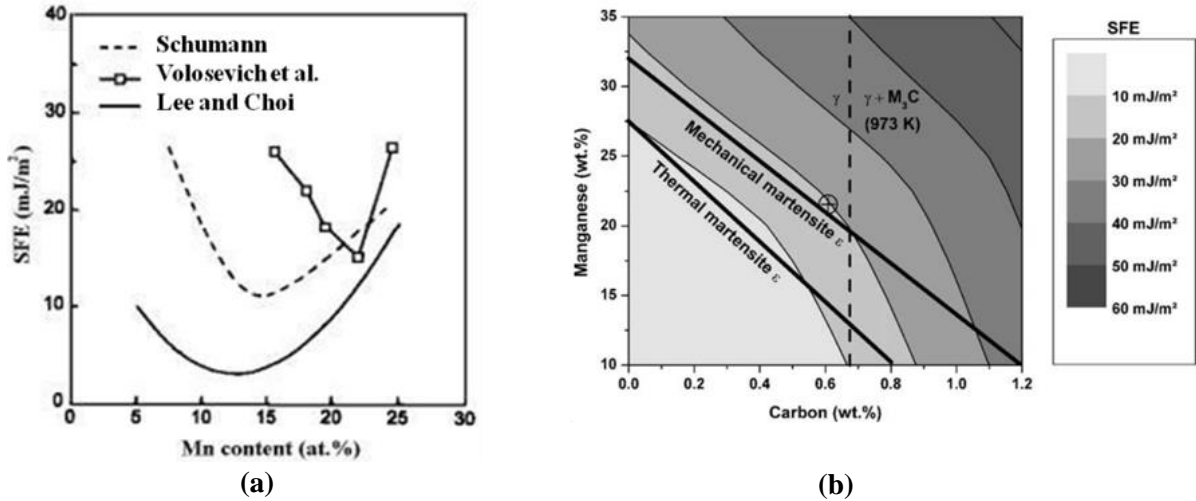 40
30
20
10
0
SFE (mJ/m²)
Schumann
Volosevich et al.
Lee and Choi
0 5 10 15 20 25 30
Mn content (at.%)
(a)
35
30
25
20
15
10
Manganese (wt.%)
γ
γ + M₃C
(973 K)
Mechanical martensite ε
Thermal martensite ε
0.0 0.2 0.4 0.6 0.8 1.0 1.2
Carbon (wt.%)
SFE
10 mJ/m²
20 mJ/m²
30 mJ/m²
40 mJ/m²
50 mJ/m²
60 mJ/m²
(b)